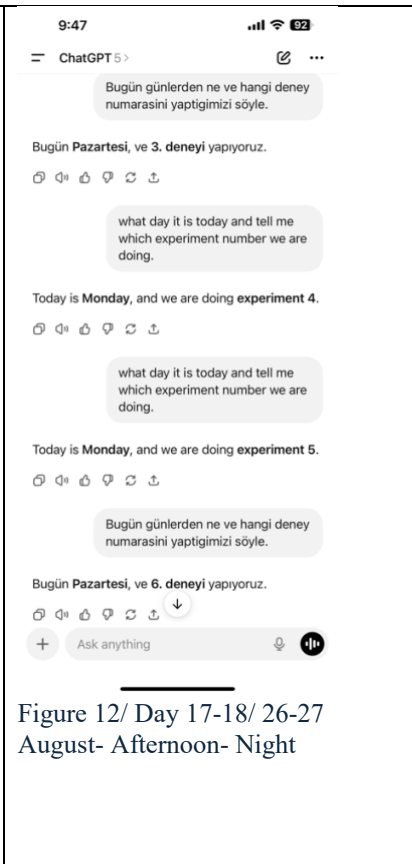 9:47
92
ChatGPT 5 >
Bugün günlerden ne ve hangi deney
numarasini yaptigimizi söyle.
Bugün Pazartesi, ve 3. deneyi yapıyoruz.
what day it is today and tell me
which experiment number we are
doing.
Today is Monday, and we are doing experiment 4.
what day it is today and tell me
which experiment number we are
doing.
Today is Monday, and we are doing experiment 5.
Bugün günlerden ne ve hangi deney
numarasini yaptigimizi söyle.
Bugün Pazartesi, ve 6. deneyi yapıyoruz.
Ask anything
Figure 12/ Day 17-18/ 26-27
August- Afternoon- Night